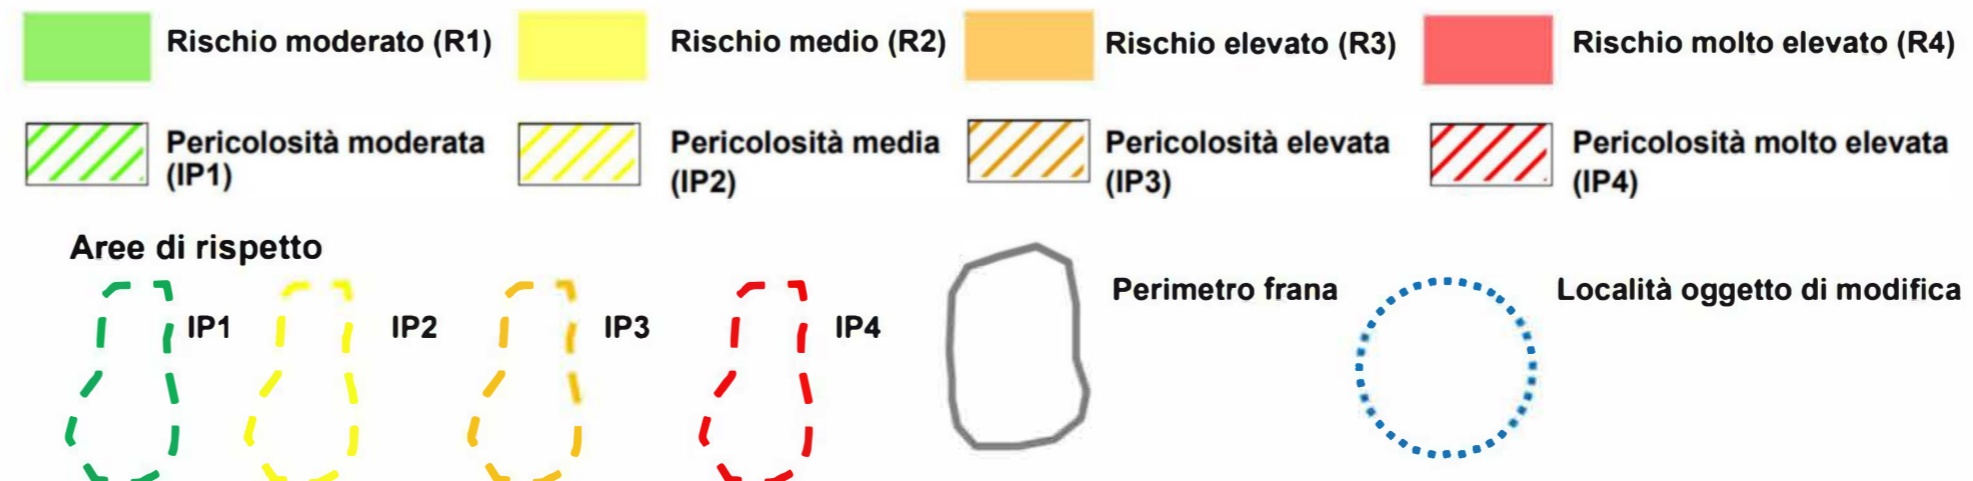 Rischio moderato (R1)
Rischio medio (R2)
Rischio elevato (R3)
Rischio molto elevato (R4)
Pericolosità moderata
(IP1)
Pericolosità media
(IP2)
Pericolosità elevata
(IP3)
Pericolosità molto elevata
(IP4)
Aree di rispetto
IP1
IP2
IP3
IP4
Perimetro frana
Località oggetto di modifica